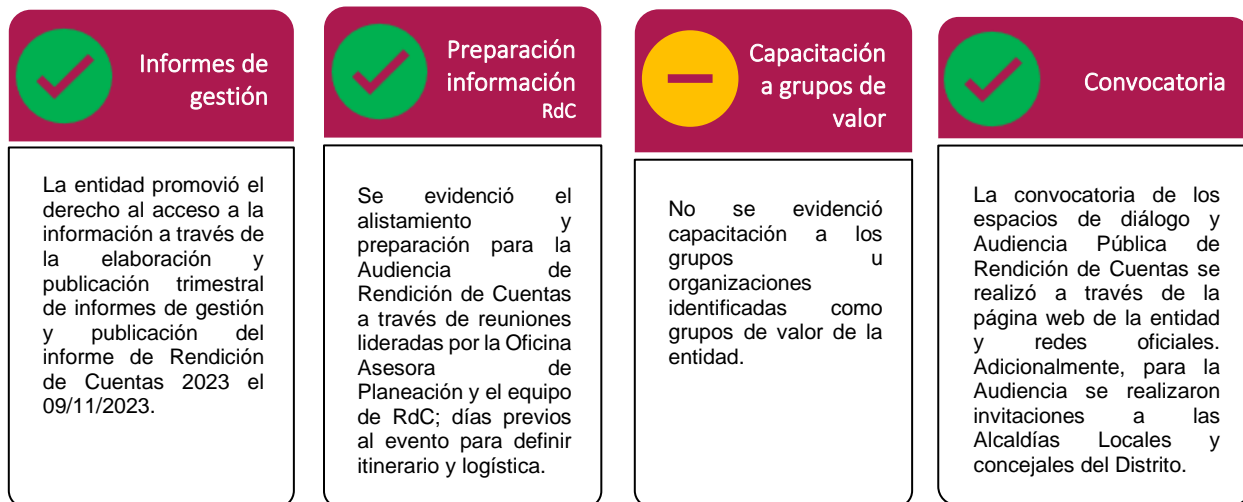 Informes de
gestión
La entidad promovió el
derecho al acceso a la
información a través de
la elaboración y
publicación trimestral
de informes de gestión
y publicación del
informe de Rendición
de Cuentas 2023 el
09/11/2023.
Preparación
información
RdC
Se evidenció el
alistamiento y
preparación para la
Audiencia de
Rendición de Cuentas
a través de reuniones
lideradas por la Oficina
Asesora de
Planeación y el equipo
de RdC; días previos
al evento para definir
itinerario y logística.
Capacitación
a grupos de
valor
No se evidenció
capacitación a los
grupos u
organizaciones
identificadas como
grupos de valor de la
entidad.
Convocatoria
La convocatoria de los
espacios de diálogo y
Audiencia Pública de
Rendición de Cuentas se
realizó a través de la
página web de la entidad
y redes oficiales.
Adicionalmente, para la
Audiencia se realizaron
invitaciones a las
Alcaldías Locales y
concejales del Distrito.